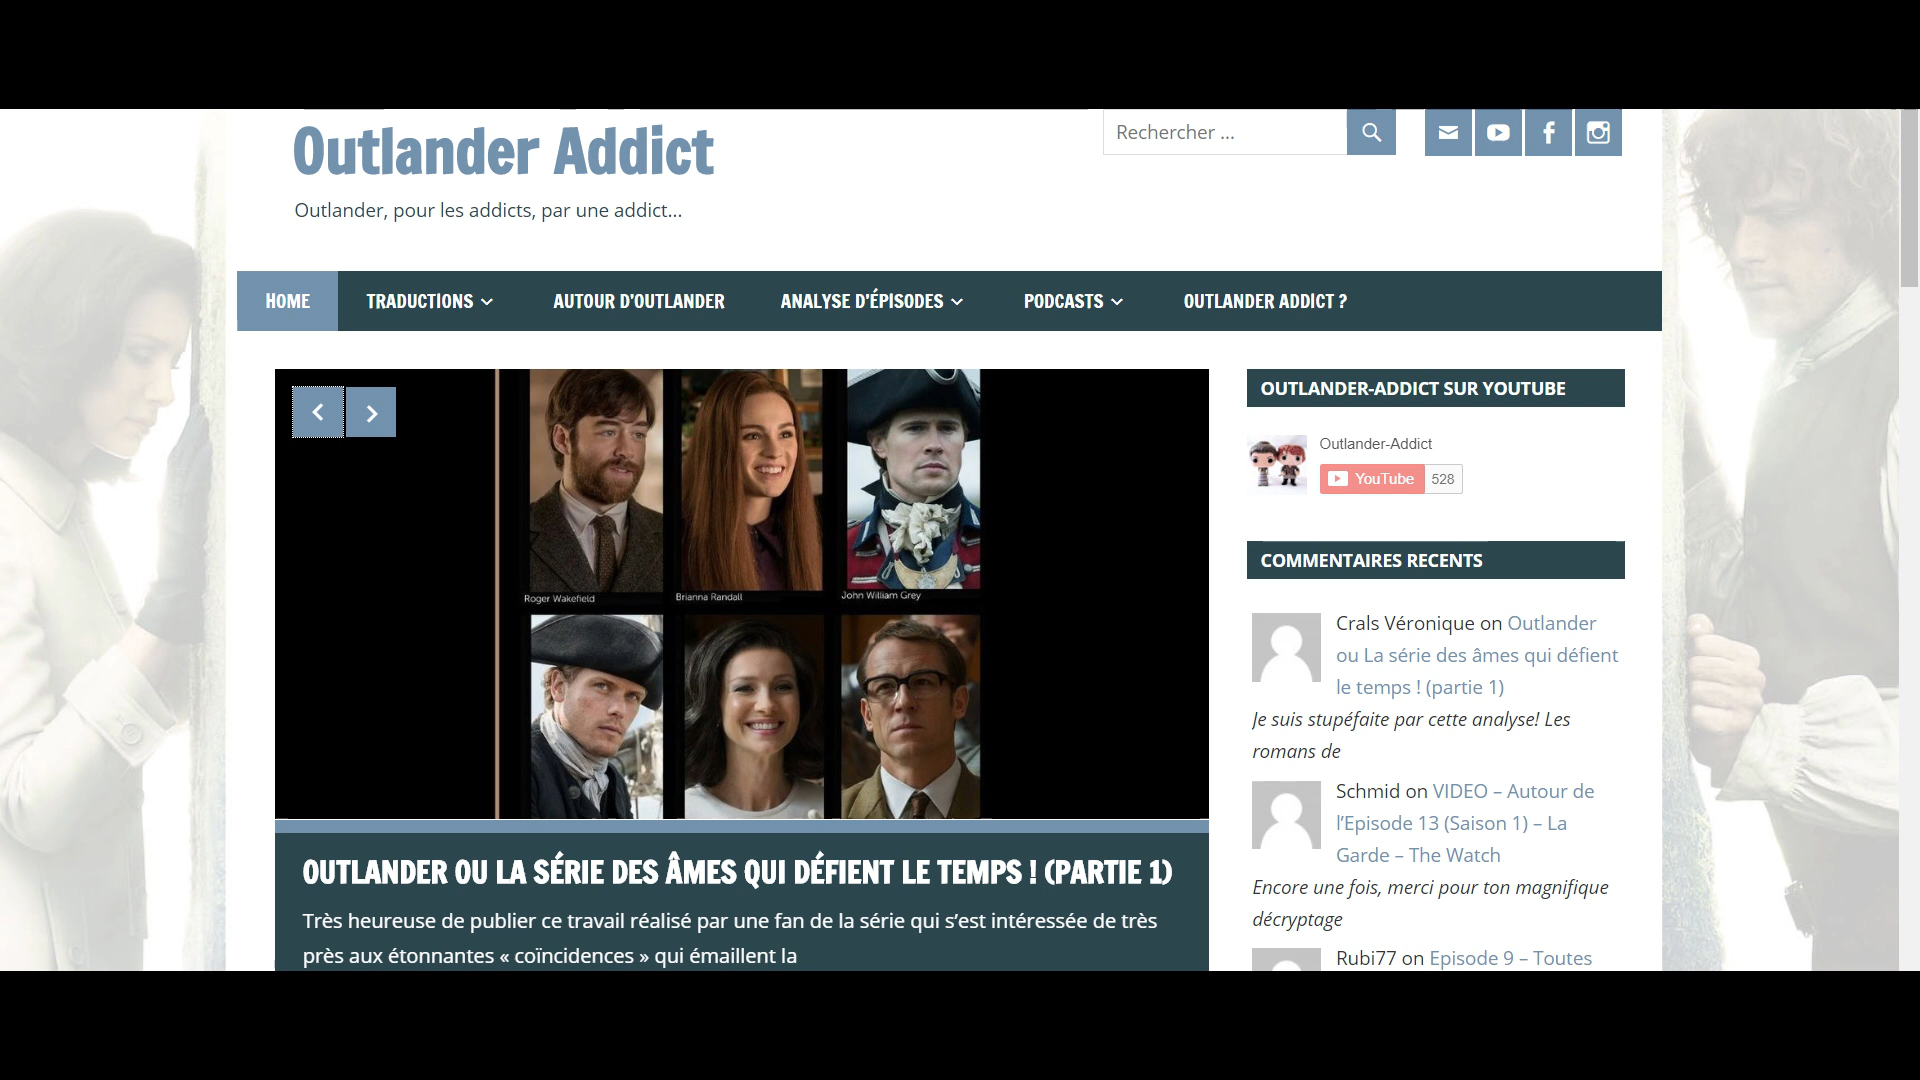 Outlander Addict
Outlander, pour les addicts, par une addict...
Rechercher ...
HOME
TRADUCTIONS
AUTOUR D'OUTLANDER
ANALYSE D'ÉPISODES
PODCASTS
OUTLANDER ADDICT ?
Roger Wakefield
Brianna Randall
John William Grey
OUTLANDER OU LA SÉRIE DES ÂMES QUI DÉFIENT LE TEMPS ! (PARTIE 1)
Très heureuse de publier ce travail réalisé par une fan de la série qui s'est intéressée de très
près aux étonnantes « coïncidences » qui émaillent la
OUTLANDER-ADDICT SUR YOUTUBE
Outlander-Addict
YouTube 528
COMMENTAIRES RECENTS
Crals Véronique on Outlander
ou La série des âmes qui défient
le temps ! (partie 1)
Je suis stupéfaite par cette analyse! Les
romans de
Schmid on VIDEO – Autour de
l'Episode 13 (Saison 1) – La
Garde – The Watch
Encore une fois, merci pour ton magnifique
décryptage
Rubi77 on Episode 9 – Toutes